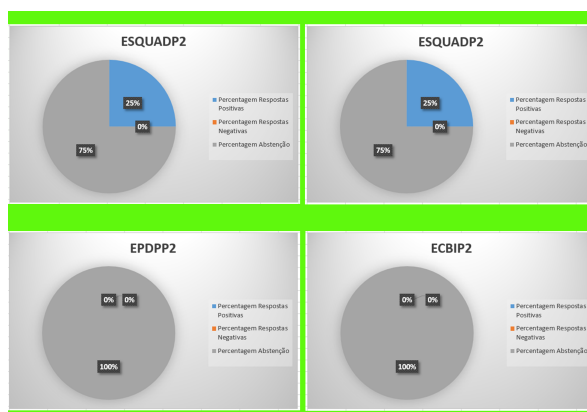 ESQUADP2
25%
0%
75%
Percentagem Respostas
Positivas
Percentagem Respostas
Negativas
Percentagem Abstenção
ESQUADP2
25%
0%
75%
Percentagem Respostas
Positivas
Percentagem Respostas
Negativas
Percentagem Abstenção
EPDPP2
0%
0%
100%
Percentagem Respostas
Positivas
Percentagem Respostas
Negativas
Percentagem Abstenção
ECBIP2
0%
0%
100%
Percentagem Respostas
Positivas
Percentagem Respostas
Negativas
Percentagem Abstenção